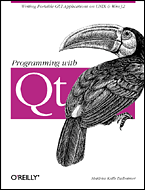 Writing Portable GUI Applications on UNIX & Win32
Programming with
Qt
O'REILLY®
Matthias Kalle Dalheimer